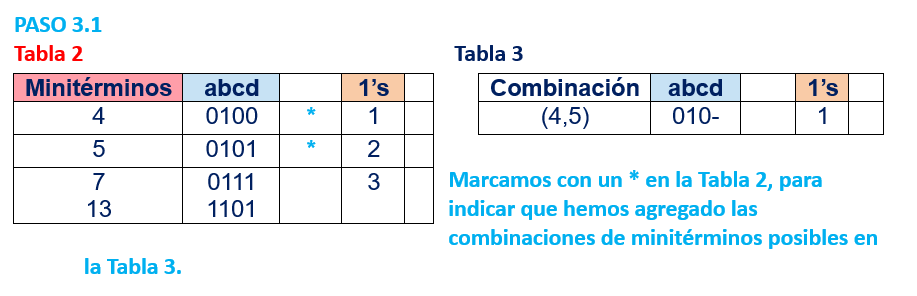 PASO 3.1
Tabla 2
Minitérminos abcd 1’s
4 0100 * 1
5 0101 * 2
7 0111 3
13 1101
Tabla 3
Combinación abcd 1’s
(4,5) 010- 1
Marcamos con un * en la Tabla 2, para
indicar que hemos agregado las
combinaciones de minitérminos posibles en
la Tabla 3.